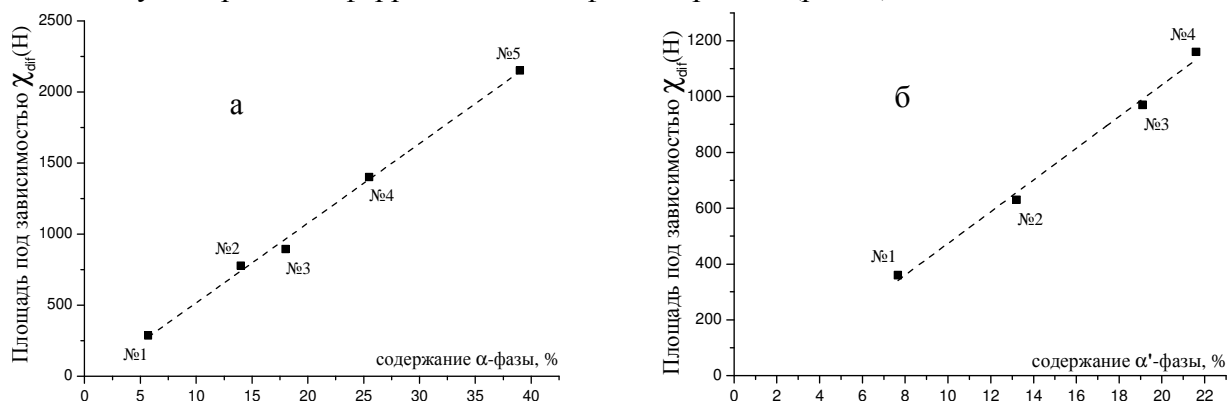 Площадь под зависимостью χdif(H)
2500
2000
1500
1000
500
0
а
№1
№2
№3
№4
№5
содержание α-фазы, %
0 5 10 15 20 25 30 35 40
Площадь под зависимостью χdif(H)
1200
1000
800
600
400
200
0
б
№1
№2
№3
№4
содержание α'-фазы, %
0 2 4 6 8 10 12 14 16 18 20 22